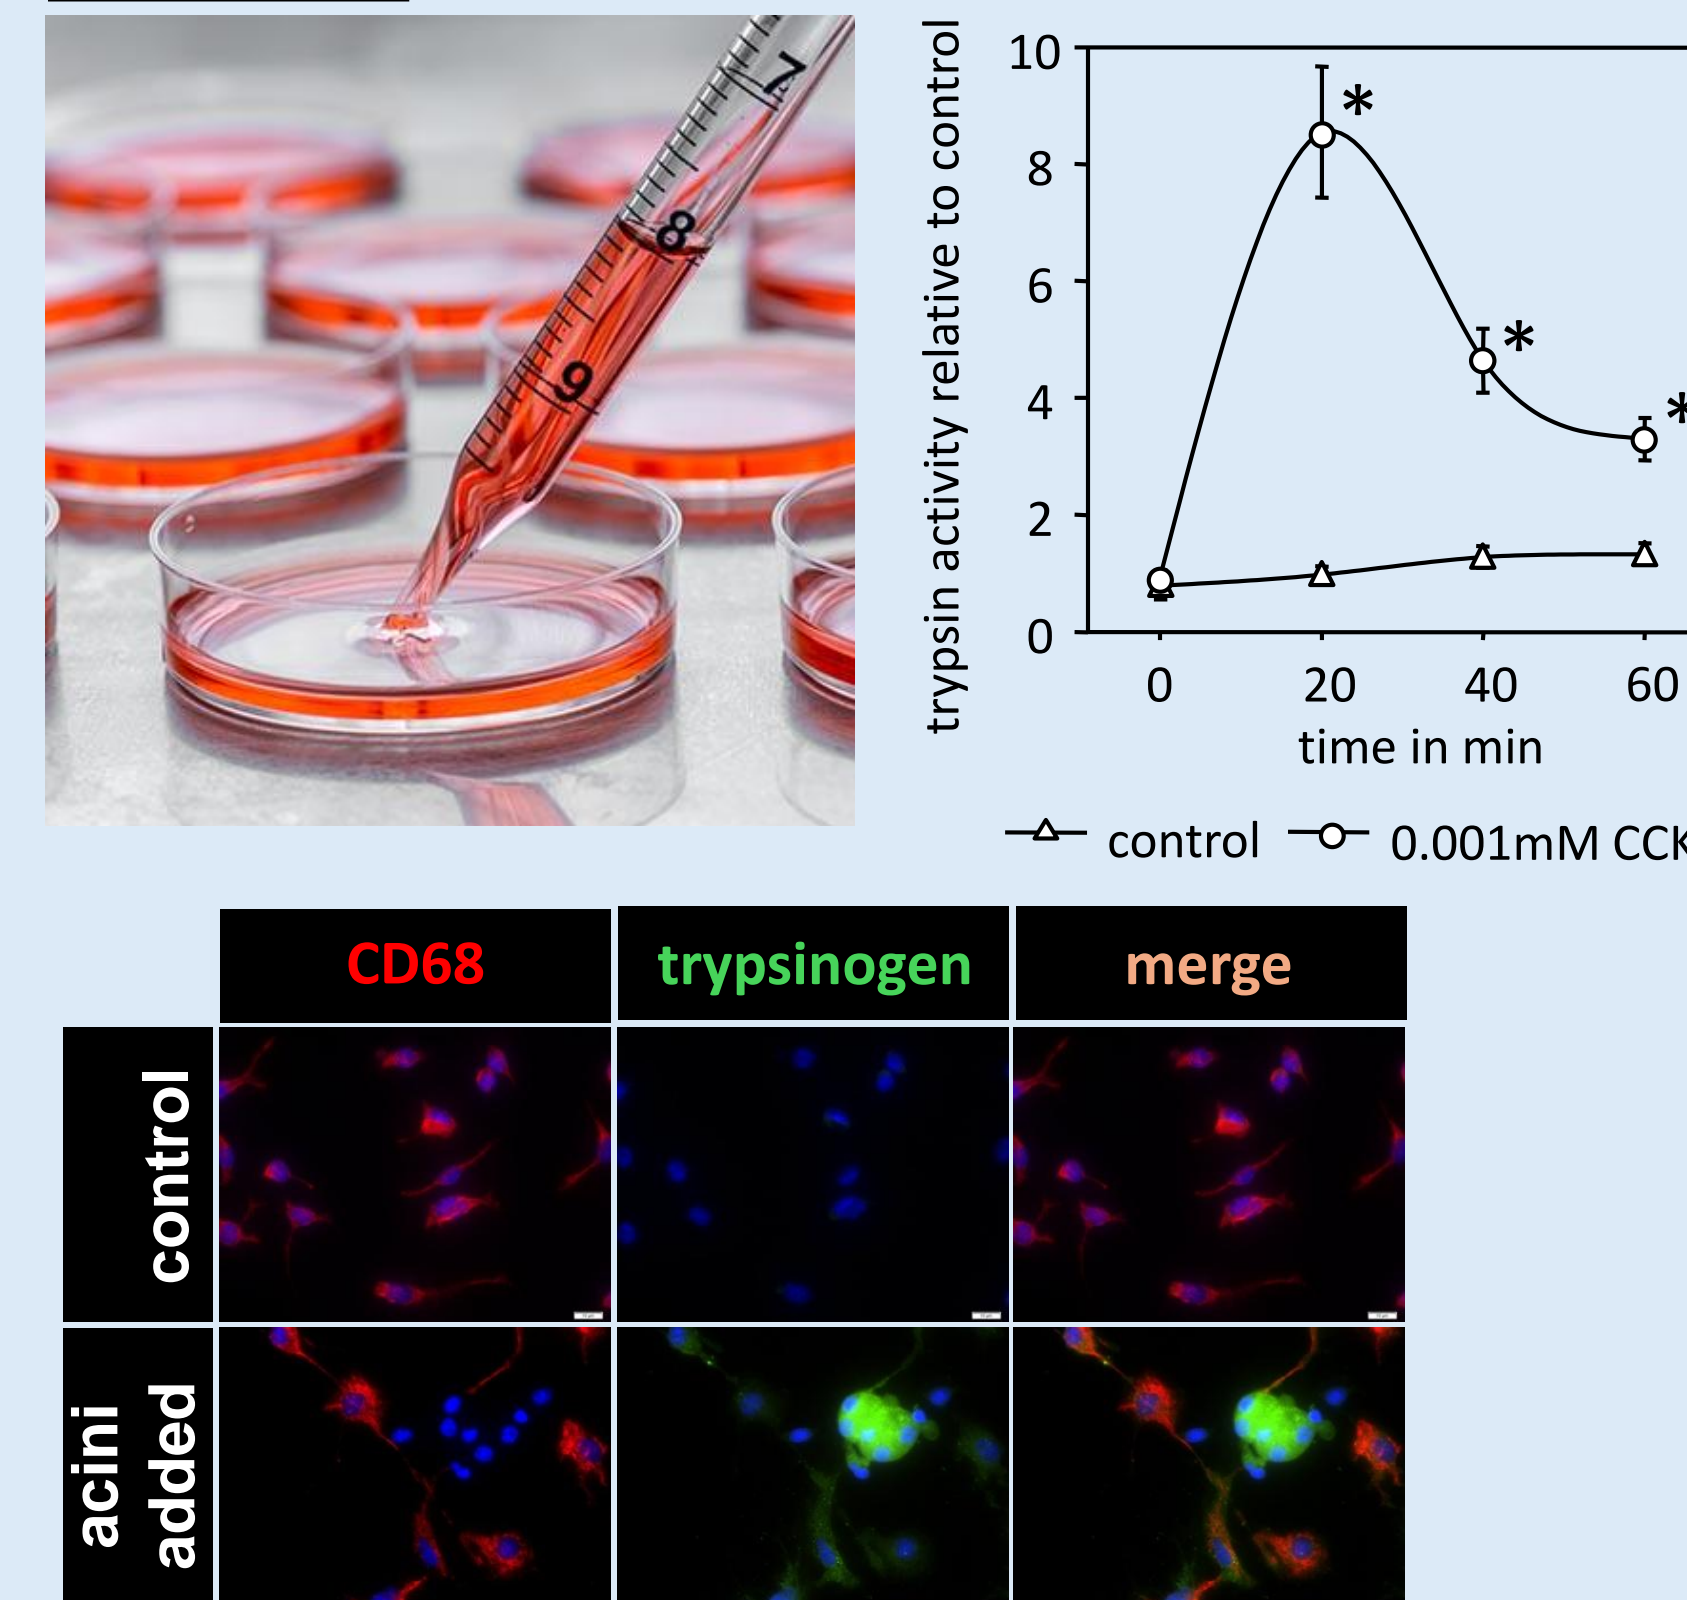 7
8
9
trypsin activity relative to control
10
8
6
4
2
0
*
*
*
0 20 40 60
time in min
control 0.001mM CCK
CD68 trypsinogen merge
control
acini
added